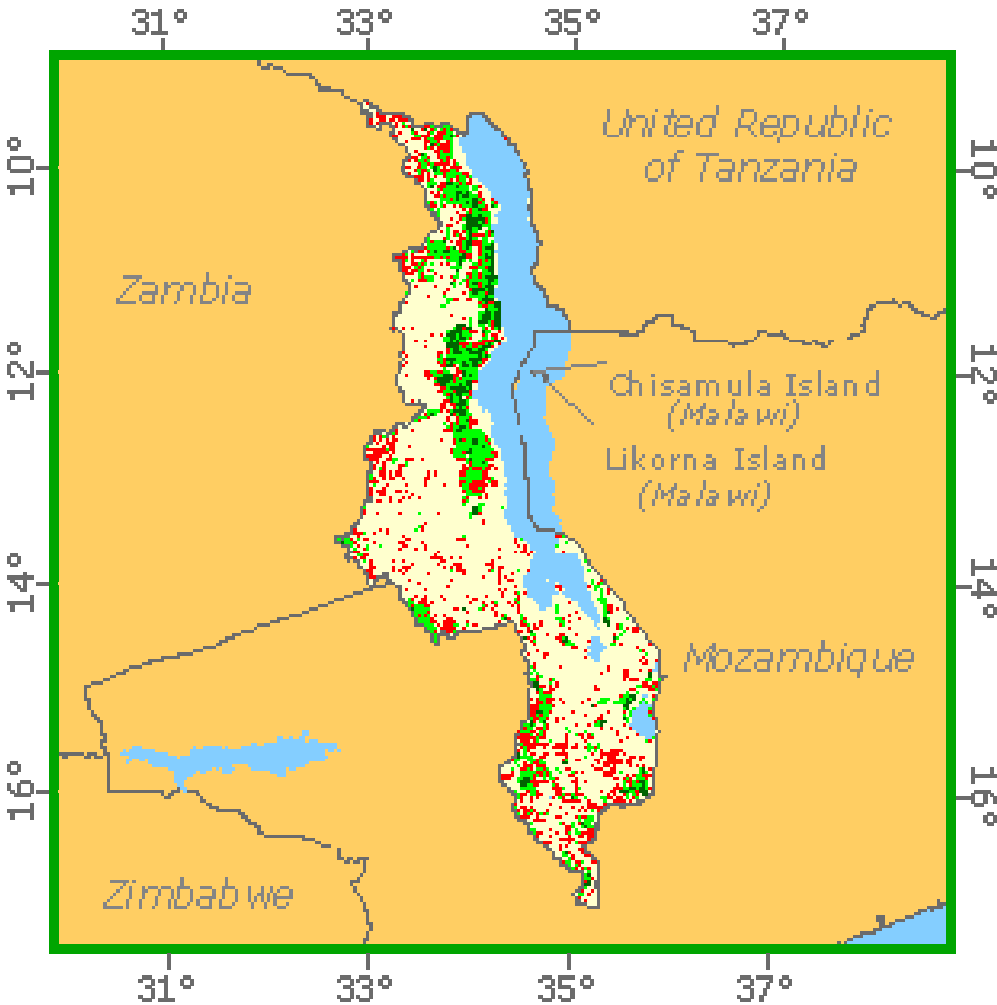 31° 33° 35° 37°
United Republic
of Tanzania
10° 10°
Zambia
12° 12°
Chisamula Island
(Malawi)
Likorna Island
(Malawi)
14° 14°
Mozambique
16° 16°
Zimbabwe
31° 33° 35° 37°